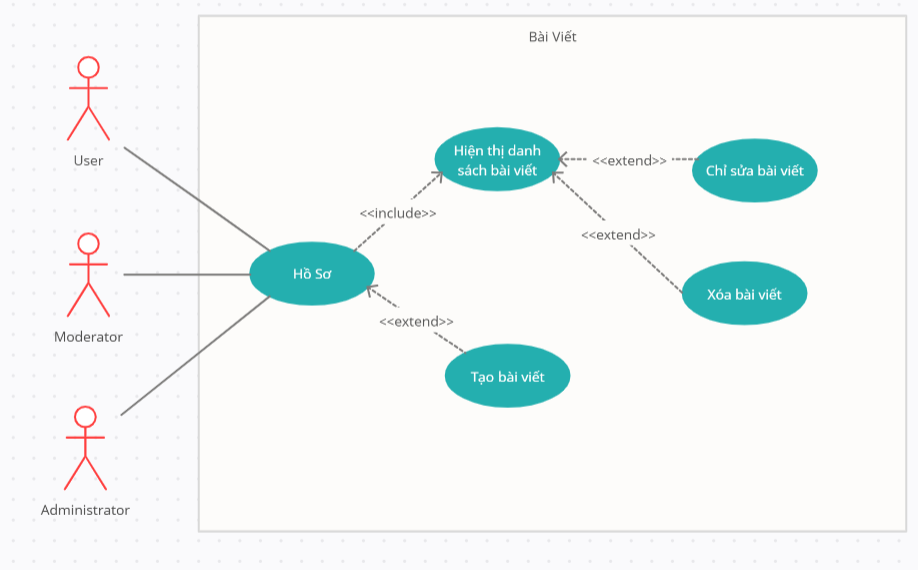 Bài Viết
User
Hiện thị danh
sách bài viết
<<extend>>
Chỉ sửa bài viết
<<include>>
<<extend>>
Hồ Sơ
Moderator
Xóa bài viết
<<extend>>
Tạo bài viết
Administrator